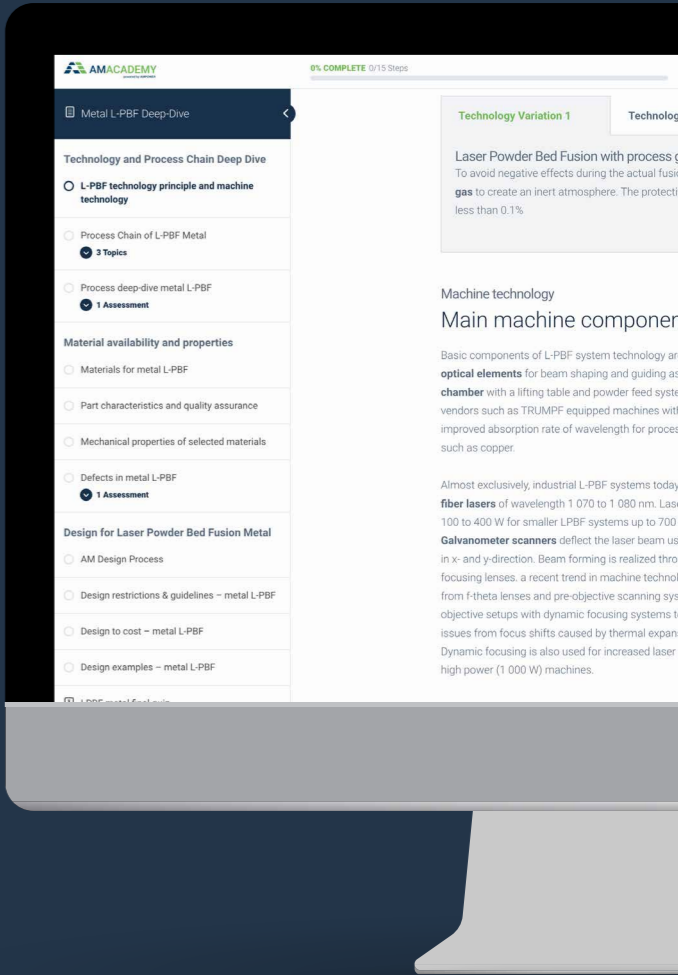 AMACADEMY
0% COMPLETE 0/15 Steps
Metal L-PBF Deep-Dive
Technology and Process Chain Deep Dive
L-PBF technology principle and machine
technology
Process Chain of L-PBF Metal
3 Topics
Process deep-dive metal L-PBF
1 Assessment
Material availability and properties
Materials for metal L-PBF
Part characteristics and quality assurance
Mechanical properties of selected materials
Defects in metal L-PBF
1 Assessment
Design for Laser Powder Bed Fusion Metal
AM Design Process
Design restrictions & guidelines – metal L-PBF
Design to cost – metal L-PBF
Design examples – metal L-PBF
Technology Variation 1
Technolog
Laser Powder Bed Fusion with process g
To avoid negative effects during the actual fusi
gas to create an inert atmosphere. The protecti
less than 0.1%
Machine technology
Main machine componen
Basic components of L-PBF system technology ar
optical elements for beam shaping and guiding as
chamber with a lifting table and powder feed syste
vendors such as TRUMPF equipped machines with
improved absorption rate of wavelength for proces
such as copper.
Almost exclusively, industrial L-PBF systems today
fiber lasers of wavelength 1 070 to 1 080 nm. Lase
100 to 400 W for smaller LPBF systems up to 700
Galvanometer scanners deflect the laser beam us
in x- and y-direction. Beam forming is realized thro
focusing lenses. a recent trend in machine technol
from f-theta lenses and pre-objective scanning sys
objective setups with dynamic focusing systems t
issues from focus shifts caused by thermal expan
Dynamic focusing is also used for increased laser
high power (1 000 W) machines.